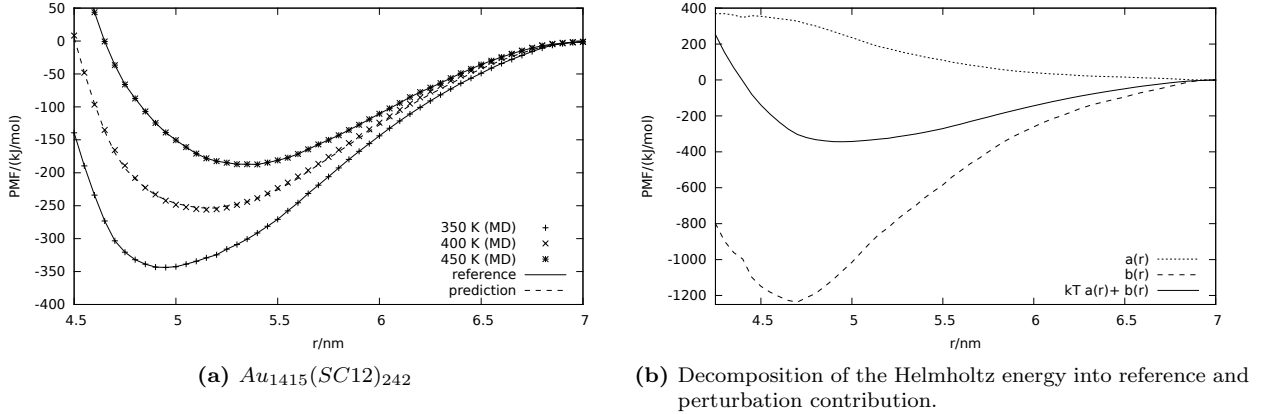 50
0
-50
-100
-150
-200
-250
-300
-350
-400
PMF/(kJ/mol)
4.5
5
5.5
6
6.5
7
r/nm
350 K (MD)
400 K (MD)
450 K (MD)
reference
prediction
(a) Au1415(SC12)242
400
200
0
-200
-400
-600
-800
-1000
-1200
PMF/(kJ/mol)
4.5
5
5.5
6
6.5
7
r/nm
a(r)
b(r)
kT a(r)+ b(r)
(b) Decomposition of the Helmholtz energy into reference and
perturbation contribution.